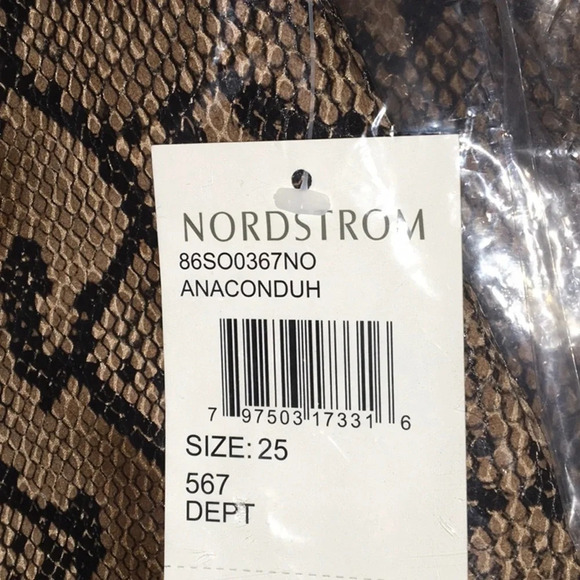 NORDSTROM
86SO0367NO
ANACONDUH
7 97503 17331 6
SIZE: 25
567
DEPT